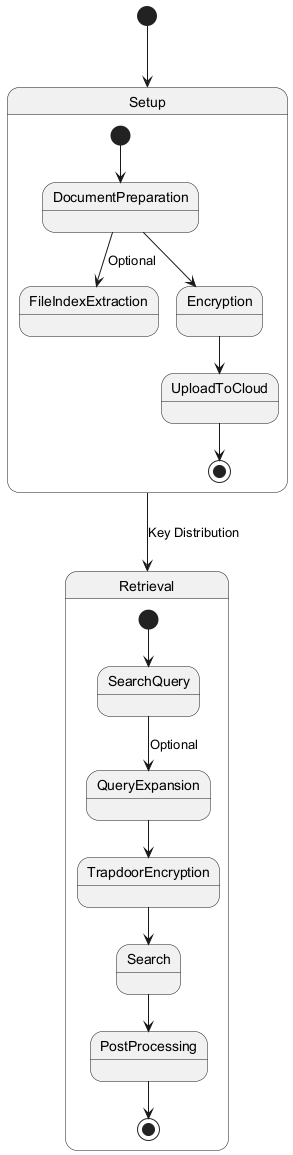 Setup
DocumentPreparation
Optional
FileIndexExtraction
Encryption
UploadToCloud
Key Distribution
Retrieval
SearchQuery
Optional
QueryExpansion
TrapdoorEncryption
Search
PostProcessing